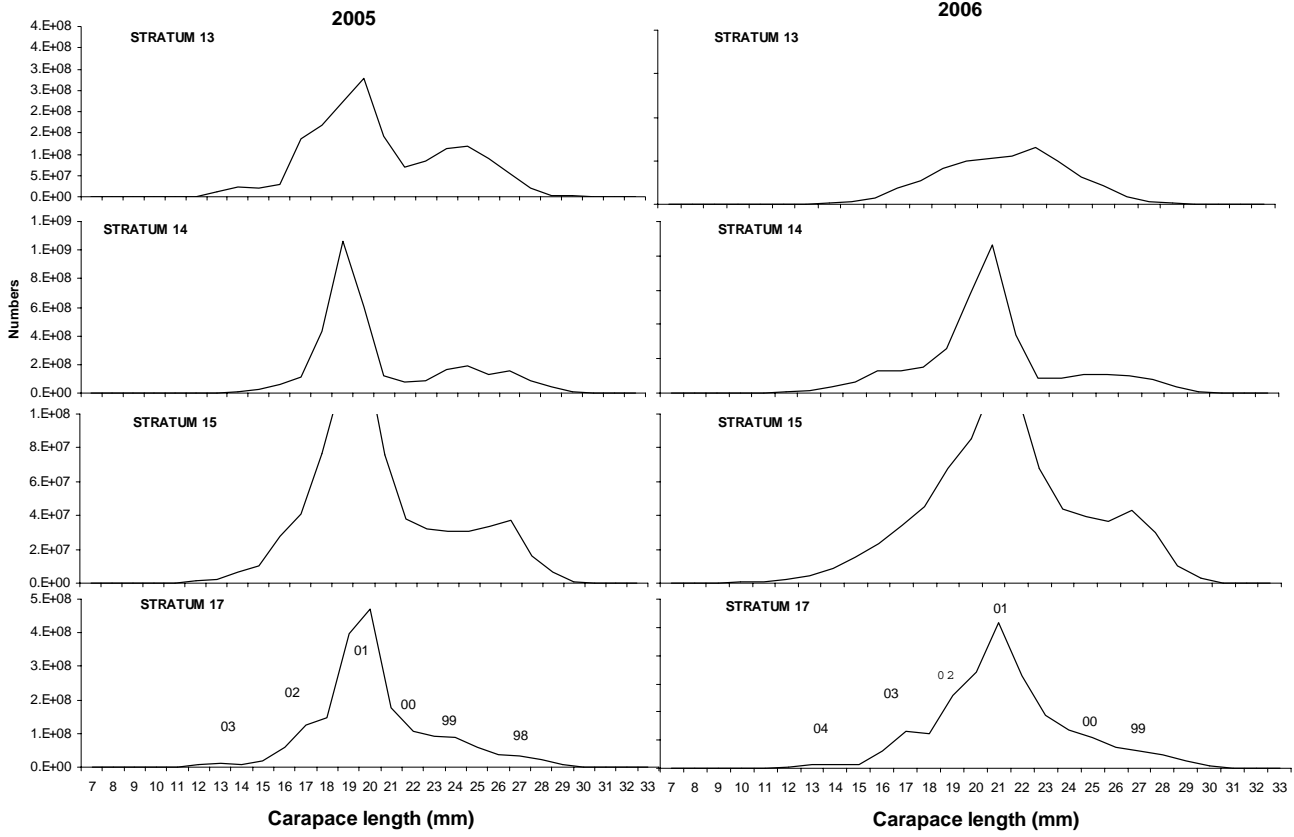 2005
2006
STRATUM 13
4.E+08
4.E+08
3.E+08
3.E+08
2.E+08
2.E+08
1.E+08
5.E+07
0.E+00
STRATUM 13
STRATUM 14
1.E+09
1.E+09
8.E+08
6.E+08
4.E+08
2.E+08
0.E+00
STRATUM 14
Numbers
STRATUM 15
1.E+08
8.E+07
6.E+07
4.E+07
2.E+07
0.E+00
STRATUM 15
STRATUM 17
5.E+08
4.E+08
3.E+08
2.E+08
1.E+08
0.E+00
03
02
01
00
99
98
STRATUM 17
04
03
0 2
01
00
99
7 8 9 10 11 12 13 14 15 16 17 18 19 20 21 22 23 24 25 26 27 28 29 30 31 32 33
7 8 9 10 11 12 13 14 15 16 17 18 19 20 21 22 23 24 25 26 27 28 29 30 31 32 33
Carapace length (mm)
Carapace length (mm)